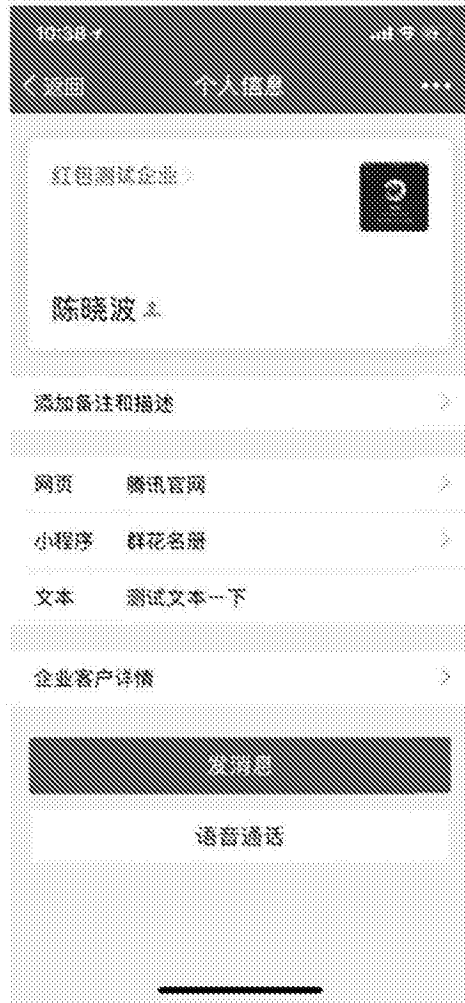 10:38
返回 个人信息
红包测试企业
陈晓波
添加备注和描述
网页 腾讯官网
小程序 群花名册
文本 测试文本一下
企业客户详情
发消息
语音通话